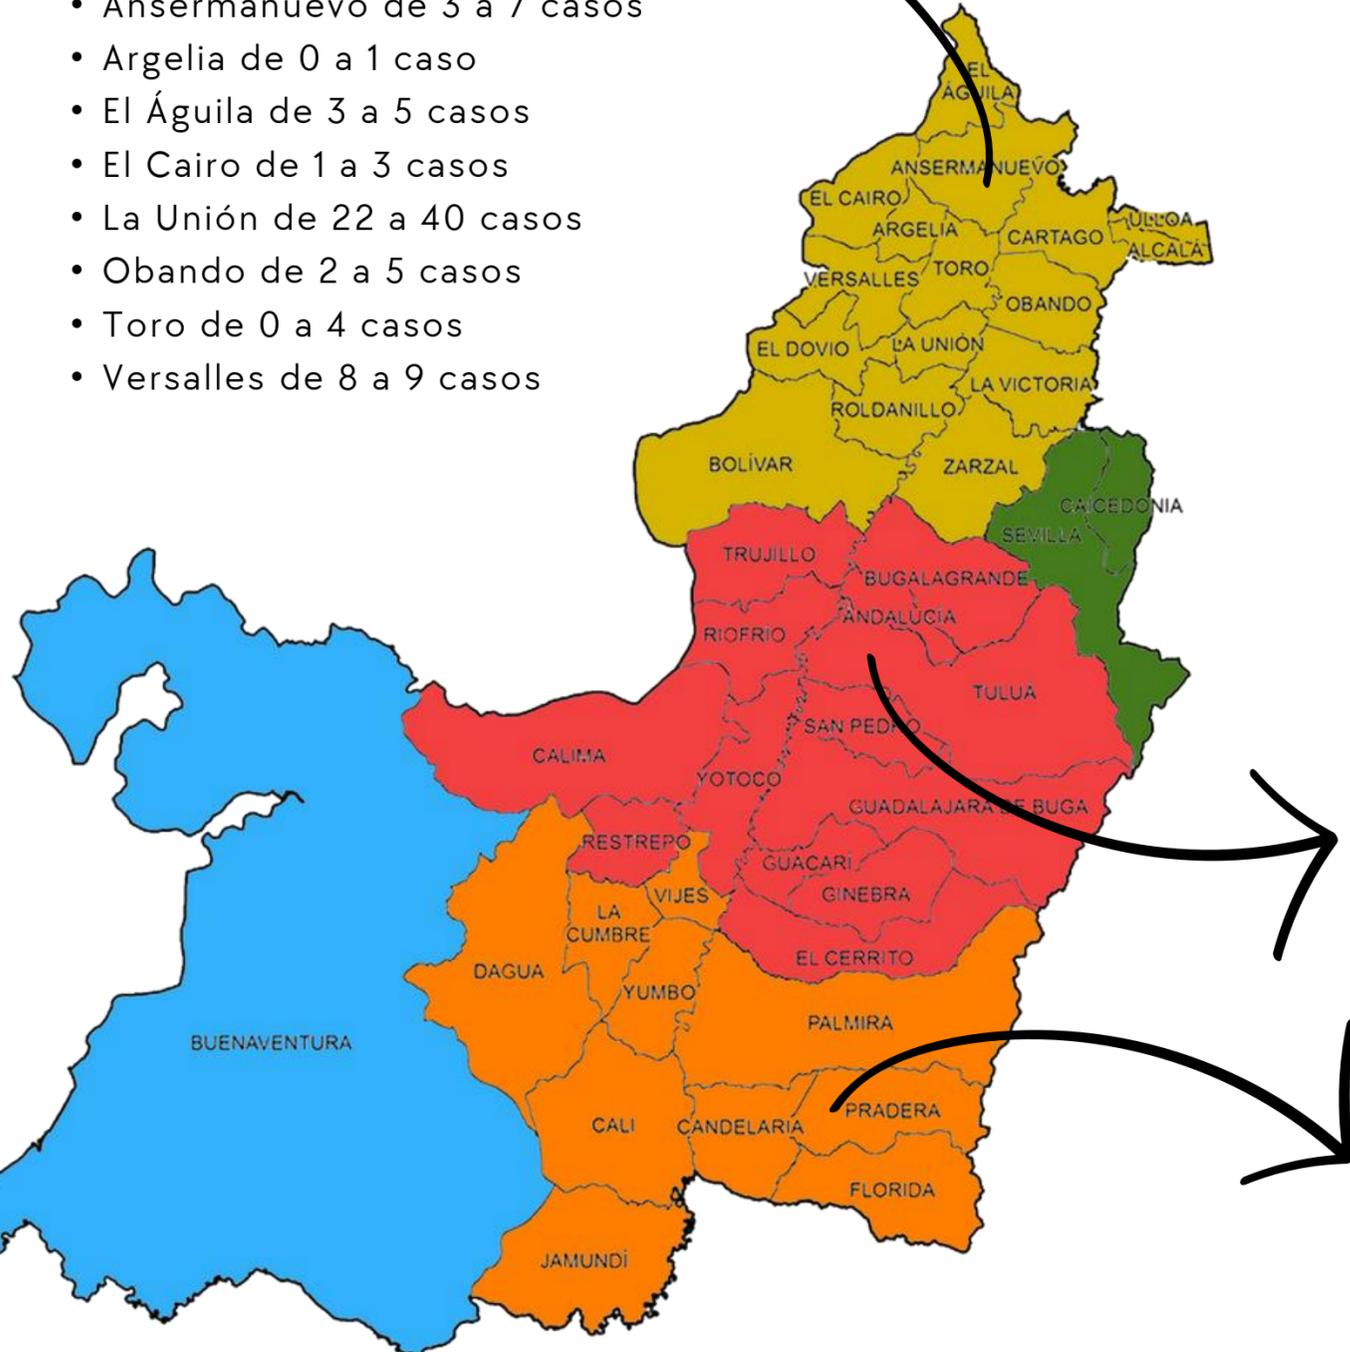 • Ansermanuevo de 3 a 7 casos
• Argelia de 0 a 1 caso
• El Águila de 3 a 5 casos
• El Cairo de 1 a 3 casos
• La Unión de 22 a 40 casos
• Obando de 2 a 5 casos
• Toro de 0 a 4 casos
• Versalles de 8 a 9 casos
EL
ÁGUILA
ANSERMANUEVO
EL CAIRO
ULLOA
ARGELIA
CARTAGO
ALCALÁ
TORO
VERSALLES
OBANDO
EL DOVIO
LA UNIÓN
LA VICTORIA
ROLDANILLO
BOLÍVAR
ZARZAL
CAICEDONIA
SEVILLA
TRUJILLO
BUGALAGRANDE
ANDALUCÍA
RIOFRÍO
TULUÁ
SAN PEDRO
CALIMA
YOTOCO
GUADALAJARA DE BUGA
RESTREPO
GUACARÍ
GINEBRA
VIJES
LA
CUMBRE
EL CERRITO
DAGUA
YUMBO
PALMIRA
BUENAVENTURA
PRADERA
CALI
CANDELARIA
FLORIDA
JAMUNDÍ